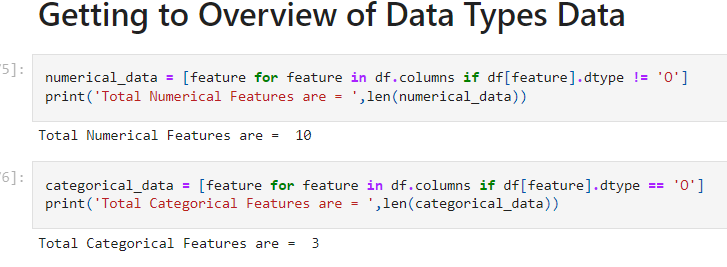 Getting to Overview of Data Types Data
5]:
numerical_data = [feature for feature in df.columns if df[feature].dtype != 'O']
print('Total Numerical Features are = ',len(numerical_data))
Total Numerical Features are =  10
6]:
categorical_data = [feature for feature in df.columns if df[feature].dtype == 'O']
print('Total Categorical Features are = ',len(categorical_data))
Total Categorical Features are =  3